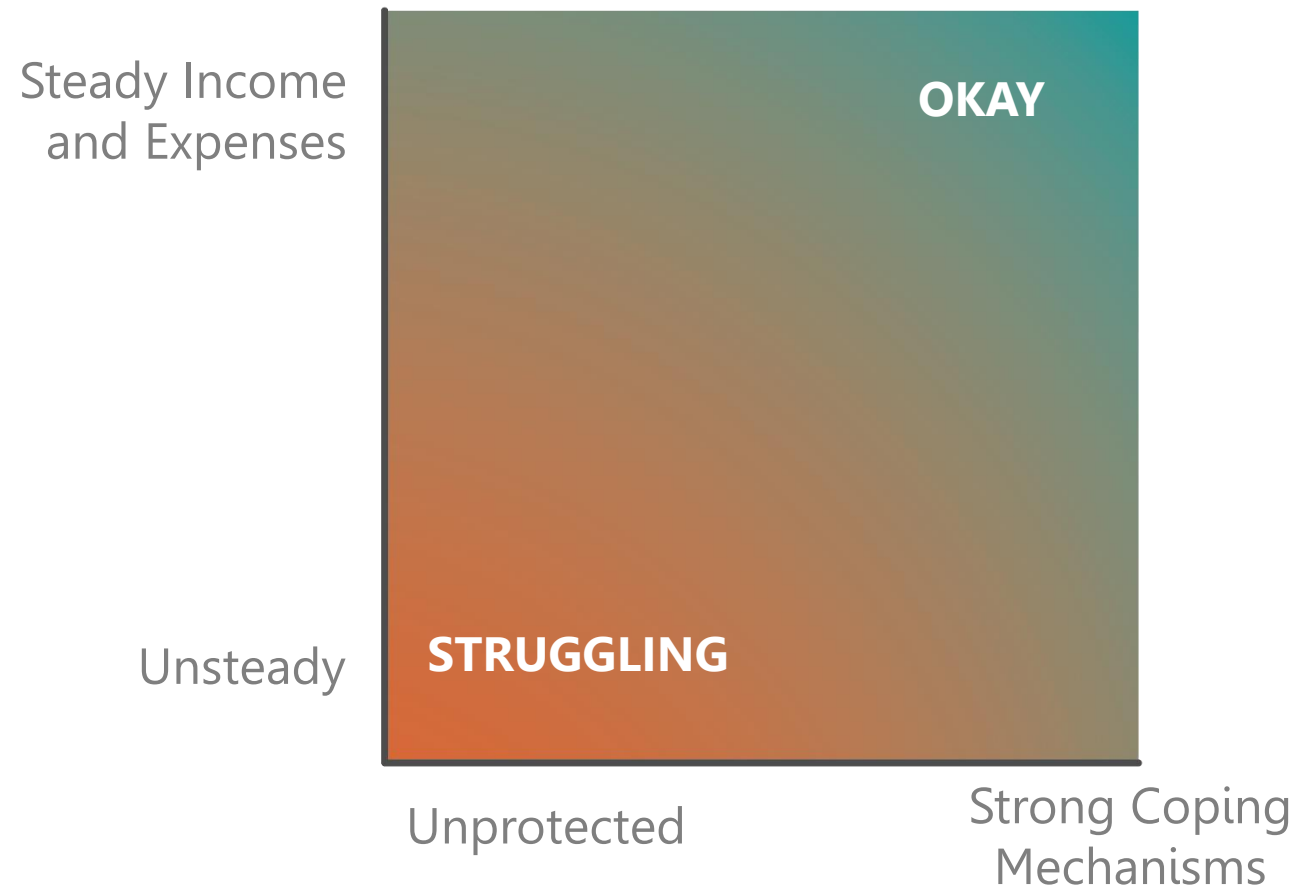 Steady Income
and Expenses
OKAY
Unsteady
STRUGGLING
Unprotected
Strong Coping
Mechanisms